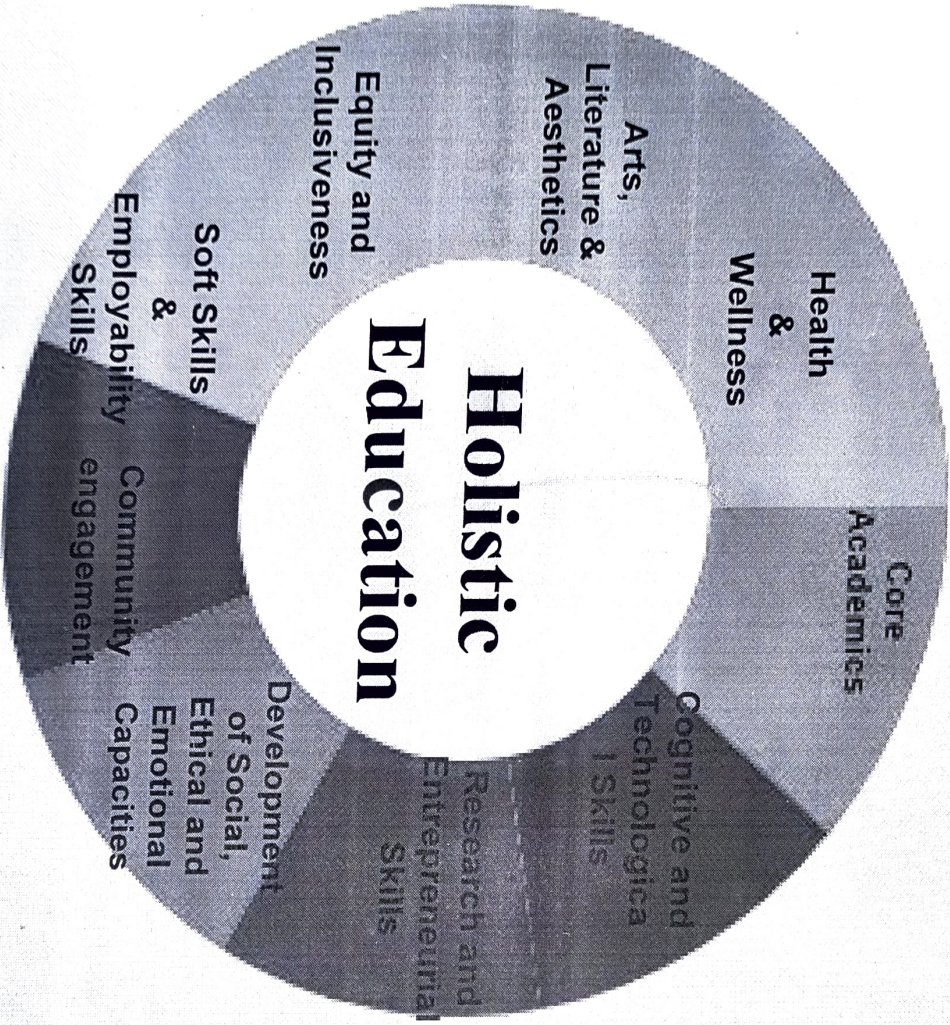 Holistic
Education
Core
Academics
Cognitive and
Technologica
l Skills
Research and
Entrepreneurial
Skills
Development
of Social,
Ethical and
Emotional
Capacities
Community
engagement
Soft Skills
&
Employability
Skills
Equity and
Inclusiveness
Arts,
Literature &
Aesthetics
Health
&
Wellness